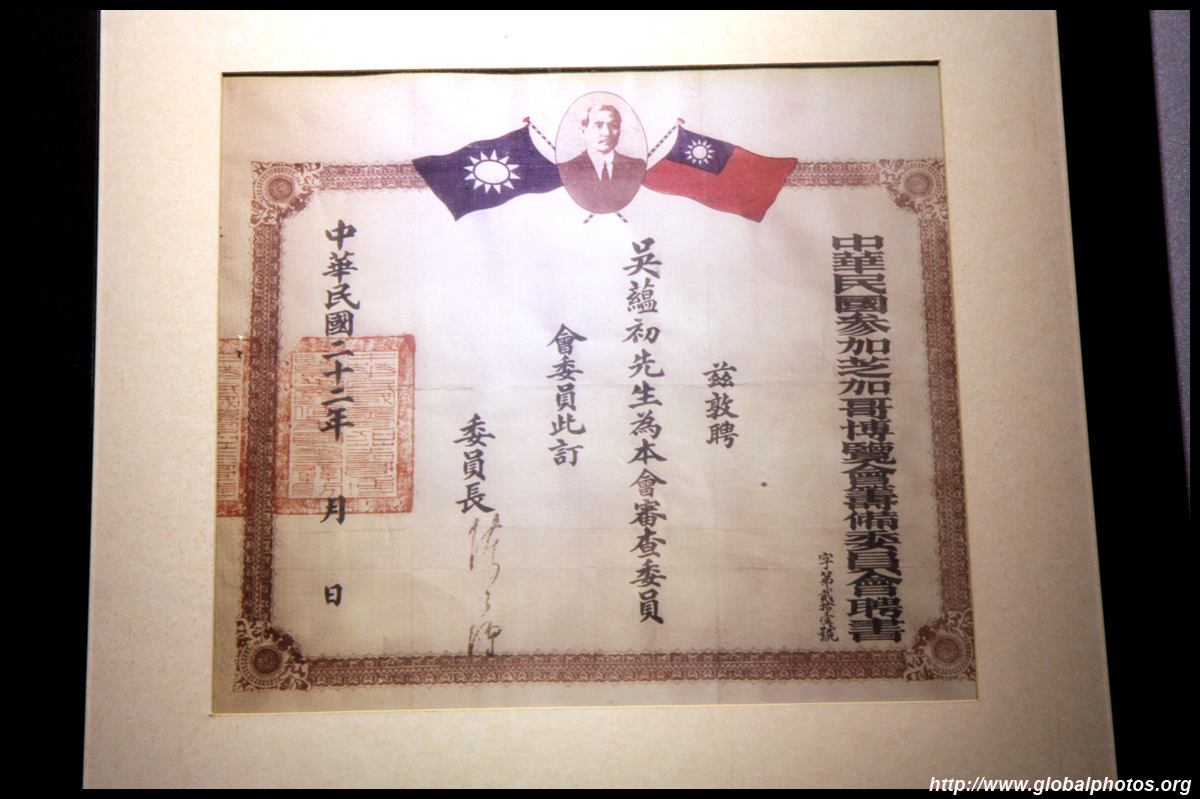 中華民國參加芝加哥博覽會籌備委員會聘書
字第貳拾壹號
茲敦聘
吳蘊初先生為本會審查委員
會委員此訂
委員長
中華民國二十二年 月 日
http://www.globalphotos.org